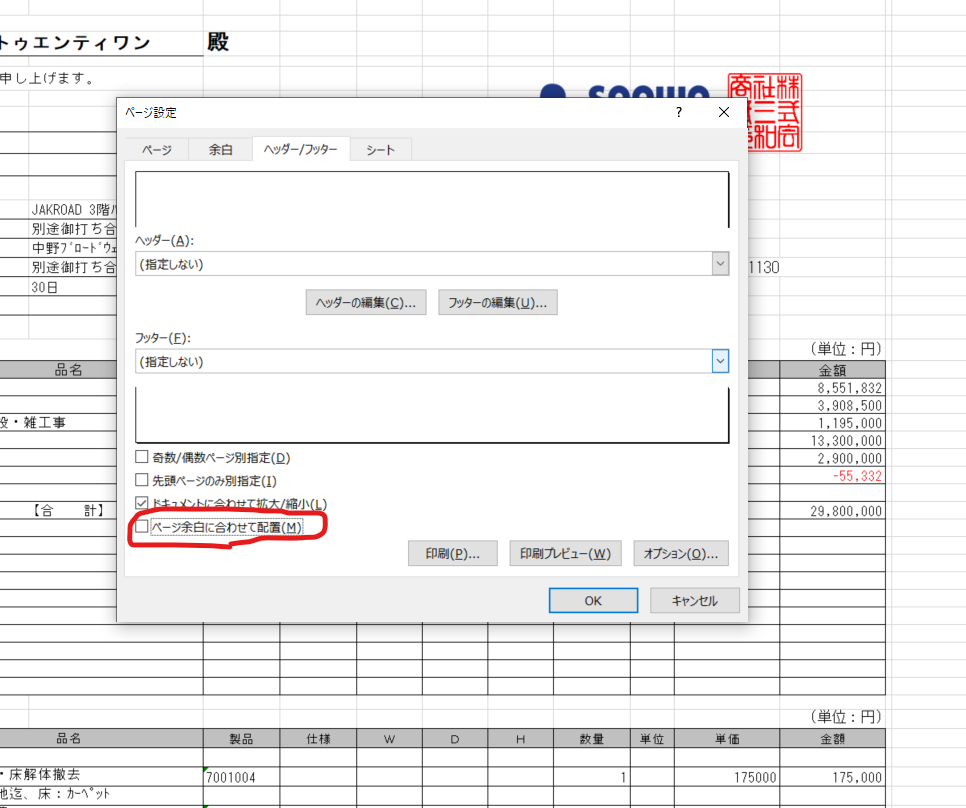 トゥエンティワン 殿
申し上げます。
ページ設定
? ×
ページ 余白 ヘッダー/フッター シート
ヘッダー(A):
(指定しない)
ヘッダーの編集(C)... フッターの編集(U)...
フッター(F):
(指定しない)
奇数/偶数ページ別指定(D)
先頭ページのみ別指定(I)
ドキュメントに合わせて拡大/縮小(L)
ページ余白に合わせて配置(M)
印刷(P)... 印刷プレビュー(W) オプション(O)...
OK キャンセル
JAKROAD 3階
別途御打ち合
中野ﾌﾞﾛｰﾄﾞｳｪ
別途御打ち合
1130
30日
(単位：円)
品名 金額
8,551,832
3,908,500
・雑工事 1,195,000
13,300,000
2,900,000
-55,332
【合 計】 29,800,000
(単位：円)
品名 製品 仕様 W D H 数量 単位 単価 金額
・床解体撤去 7001004 1 175000 175,000
迄、床：ｶｰﾍﾟｯﾄ